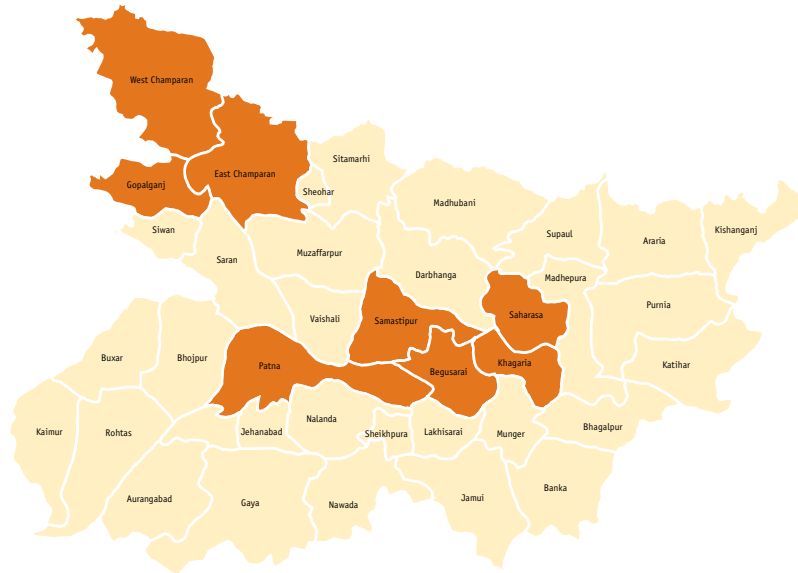 West Champaran
East Champaran
Gopalganj
Sitamarhi
Sheohar
Madhubani
Siwan
Supaul
Araria
Kishanganj
Saran
Muzaffarpur
Darbhanga
Madhepura
Purnia
Vaishali
Samastipur
Saharasa
Buxar
Bhojpur
Patna
Begusarai
Khagaria
Katihar
Kaimur
Rohtas
Jehanabad
Nalanda
Sheikhpura
Lakhisarai
Munger
Bhagalpur
Aurangabad
Gaya
Nawada
Jamui
Banka